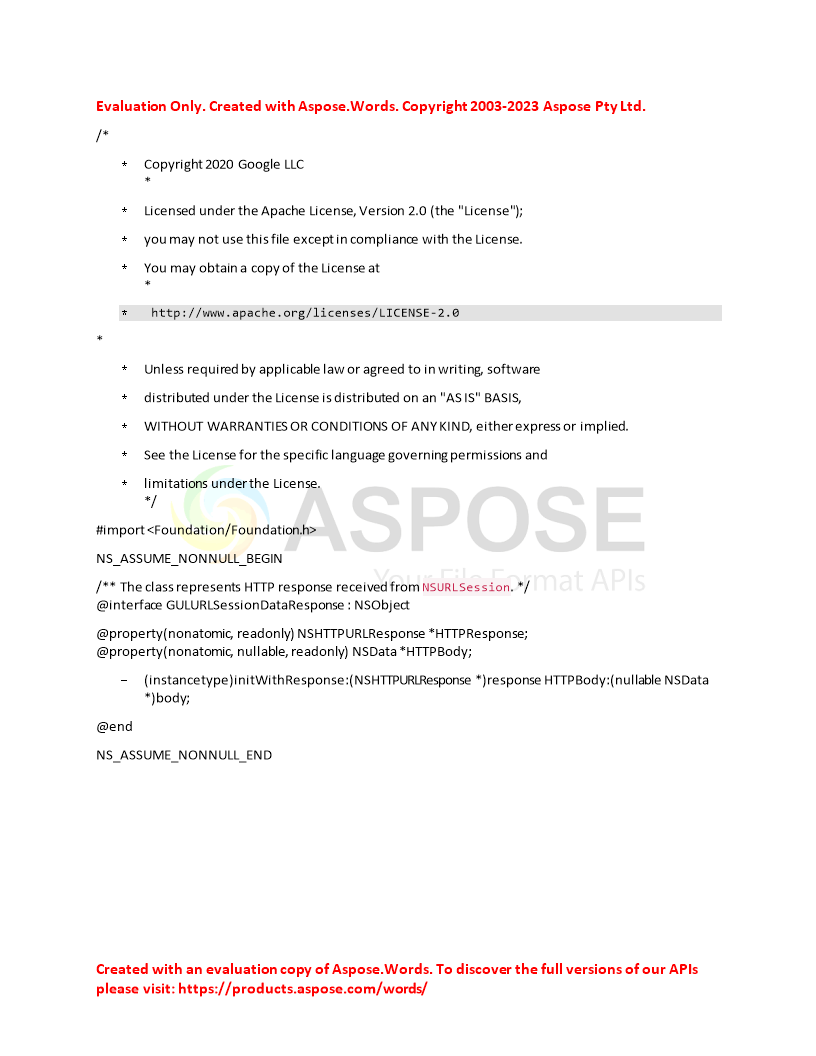 Evaluation Only. Created with Aspose.Words. Copyright 2003-2023 Aspose Pty Ltd.
/*
* Copyright 2020 Google LLC
*
* Licensed under the Apache License, Version 2.0 (the "License");
* you may not use this file except in compliance with the License.
* You may obtain a copy of the License at
*
* http://www.apache.org/licenses/LICENSE-2.0
*
* Unless required by applicable law or agreed to in writing, software
* distributed under the License is distributed on an "AS IS" BASIS,
* WITHOUT WARRANTIES OR CONDITIONS OF ANY KIND, either express or implied.
* See the License for the specific language governing permissions and
* limitations under the License.
*/
ASPOSE
#import <Foundation/Foundation.h>
NS_ASSUME_NONNULL_BEGIN
Your File Format APIs
/** The class represents HTTP response received from NSURLSession. */
@interface GULURLSessionDataResponse : NSObject
@property(nonatomic, readonly) NSHTTPURLResponse *HTTPResponse;
@property(nonatomic, nullable, readonly) NSData *HTTPBody;
– (instancetype)initWithResponse:(NSHTTPURLResponse *)response HTTPBody:(nullable NSData
*)body;
@end
NS_ASSUME_NONNULL_END
Created with an evaluation copy of Aspose.Words. To discover the full versions of our APIs
please visit: https://products.aspose.com/words/